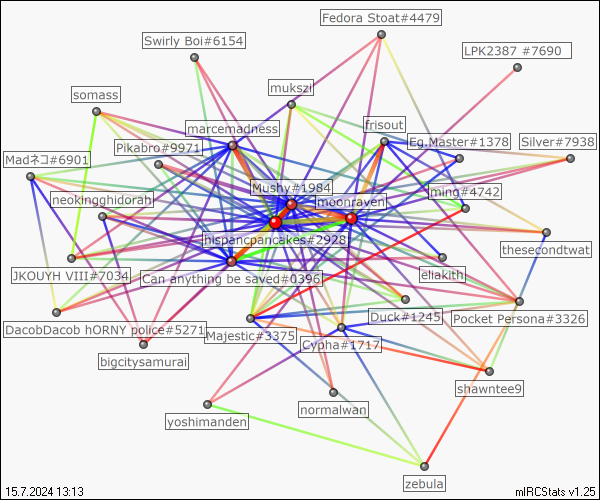 Fedora Stoat#4479
Swirly Boi#6154
LPK2387 #7690
mukszi
somass
marcemadness
frisout
Eg.Master#1378
Silver#7938
Pikabro#9971
Madネコ#6901
Mushy#1984
ming#4742
neokingghidorah
moonraven
hispancpancakes#2928
thesecondtwat
JKOUYH VIII#7034
Can anything be saved#0396
elakith
DacobDacob hORNY police#5271
Majestic#3375
Duck#1245
Pocket Persona#3326
Cypha#1717
bigcitysamurai
shawntee9
normalwan
yoshimanden
zebula
15.7.2024 13:13
mIRCStats v1.25